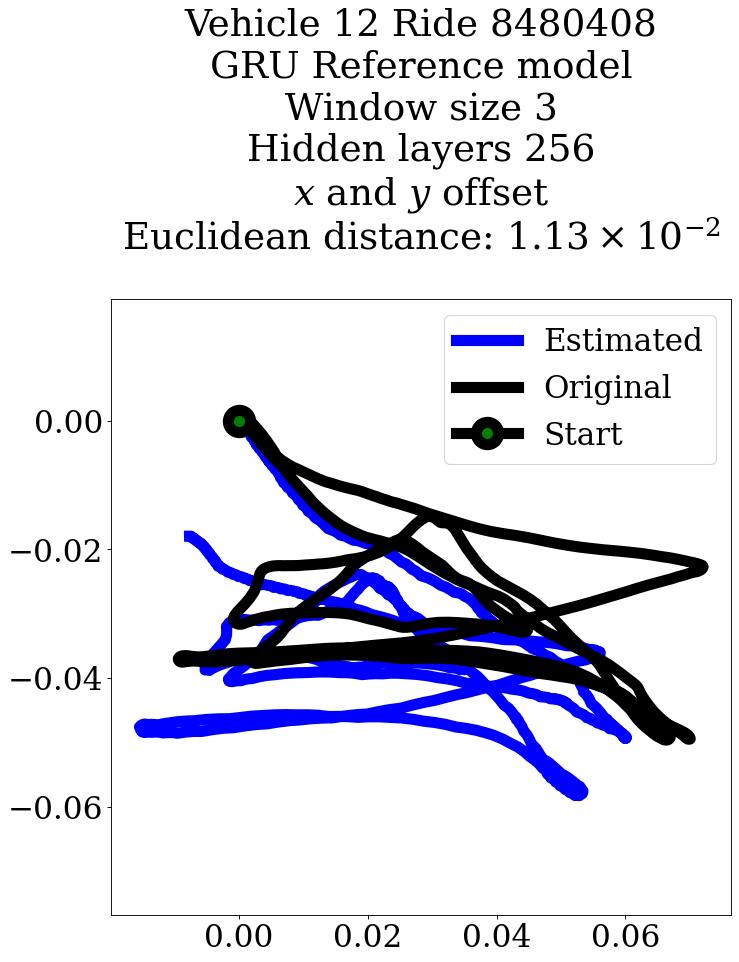 Vehicle 12 Ride 8480408
GRU Reference model
Window size 3
Hidden layers 256
x and y offset
Euclidean distance: 1.13 × 10⁻²
Estimated
Original
Start
0.00
−0.02
−0.04
−0.06
0.00 0.02 0.04 0.06